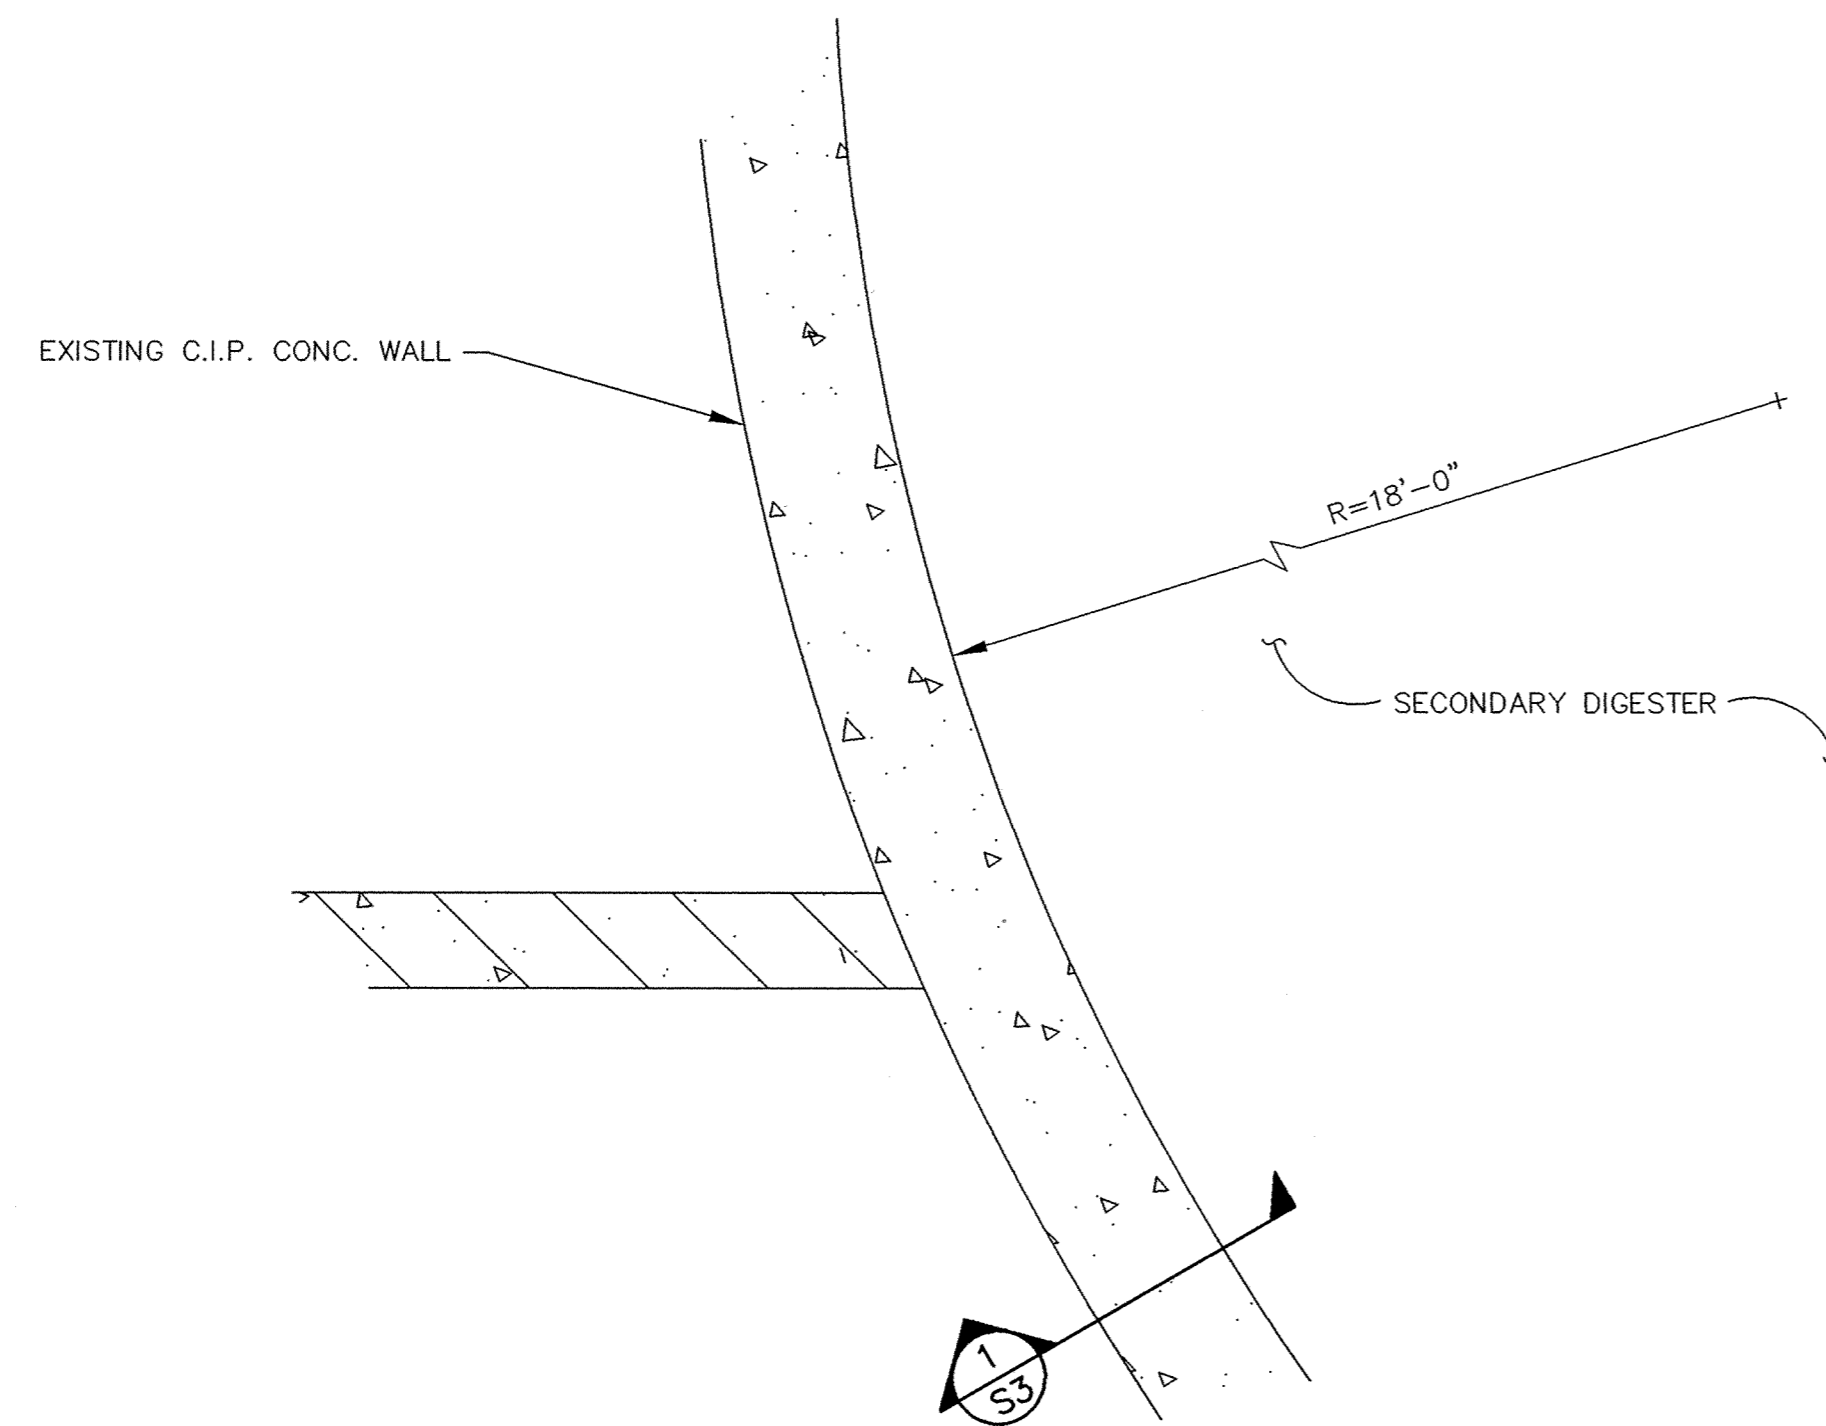 EXISTING C.I.P. CONC. WALL
R=18'-0"
SECONDARY DIGESTER
1
S3